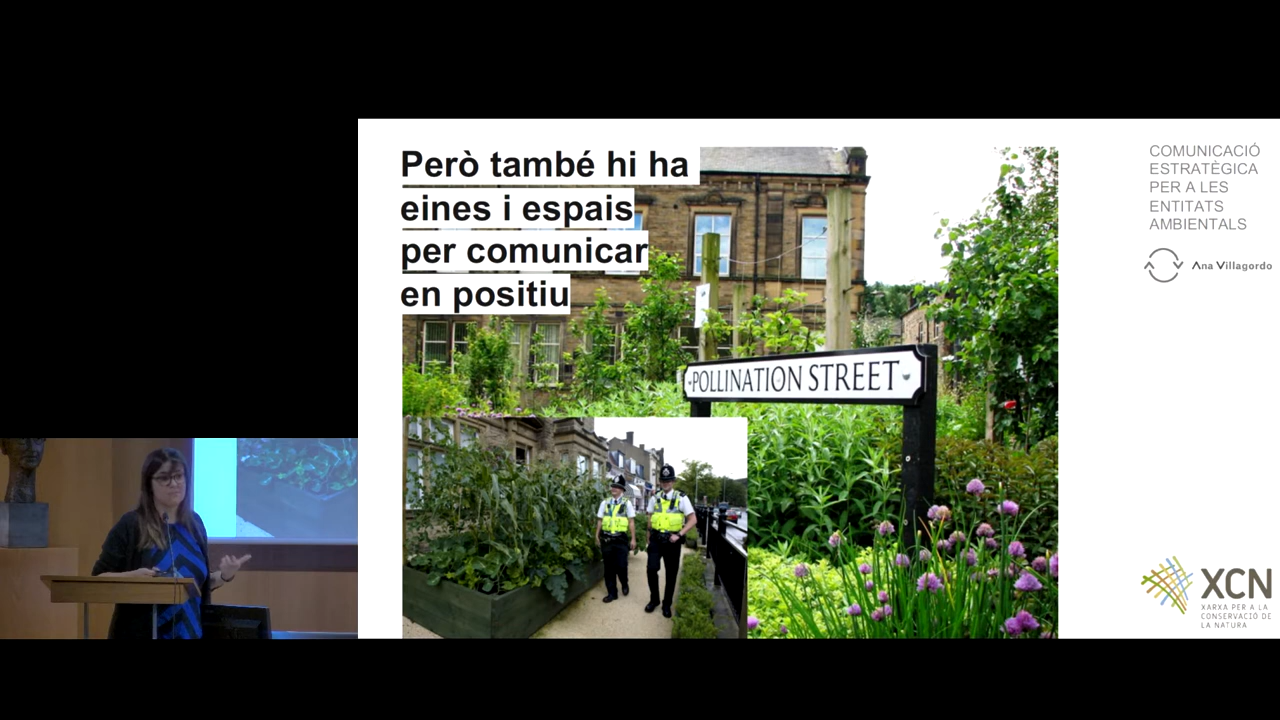 Però també hi ha
eines i espais
per comunicar
en positiu
POLLINATION STREET
COMUNICACIÓ
ESTRATÈGICA
PER A LES
ENTITATS
AMBIENTALS
Ana Villagordo
XCN
XARXA PER A LA
CONSERVACIÓ DE
LA NATURA